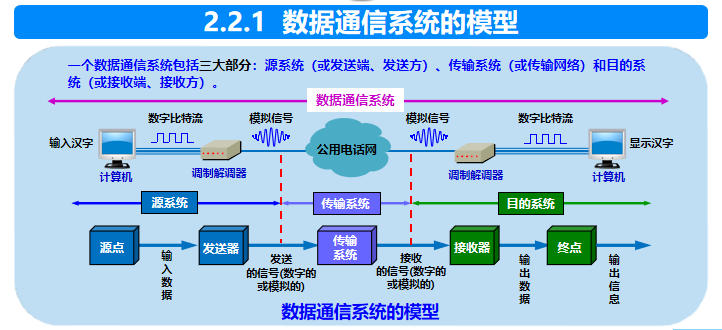 2.2.1 数据通信系统的模型
一个数据通信系统包括三大部分：源系统（或发送端、发送方）、传输系统（或传输网络）和目的系
统（或接收端、接收方）。
数据通信系统
数字比特流
模拟信号
模拟信号
数字比特流
输入汉字
公用电话网
显示汉字
计算机
调制解调器
调制解调器
计算机
源系统
传输系统
目的系统
源点
发送器
传输
系统
接收器
终点
输
入
数
据
发送
的信号(数字的
或模拟的)
接收
的信号(数字的
或模拟的)
输
出
数
据
输
出
信
息
数据通信系统的模型